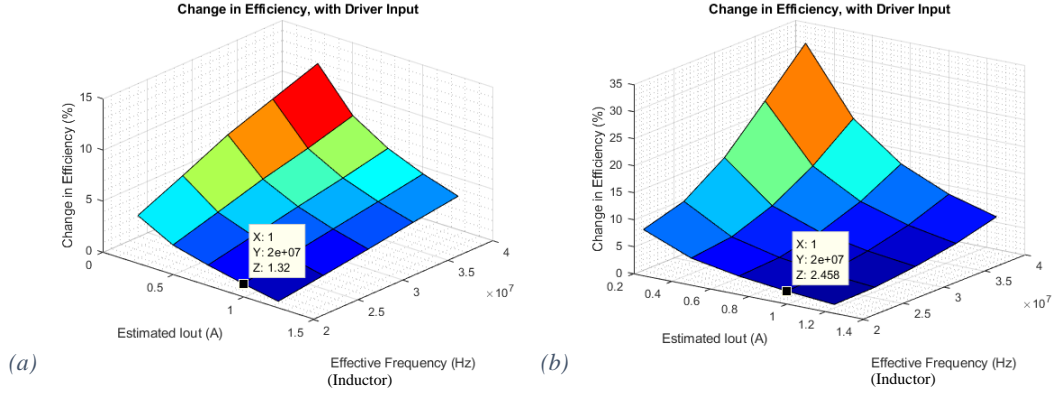 Change in Efficiency, with Driver Input
15
10
5
0
Change in Efficiency (%)
X: 1
Y: 2e+07
Z: 1.32
0
0.5
1
1.5
Estimated Iout (A)
2
2.5
3
3.5
4
×10⁷
Effective Frequency (Hz)
(Inductor)
(a)
Change in Efficiency, with Driver Input
35
30
25
20
15
10
5
0
Change in Efficiency (%)
X: 1
Y: 2e+07
Z: 2.458
0.2
0.4
0.6
0.8
1
1.2
1.4
Estimated Iout (A)
2
2.5
3
3.5
4
×10⁷
Effective Frequency (Hz)
(Inductor)
(b)